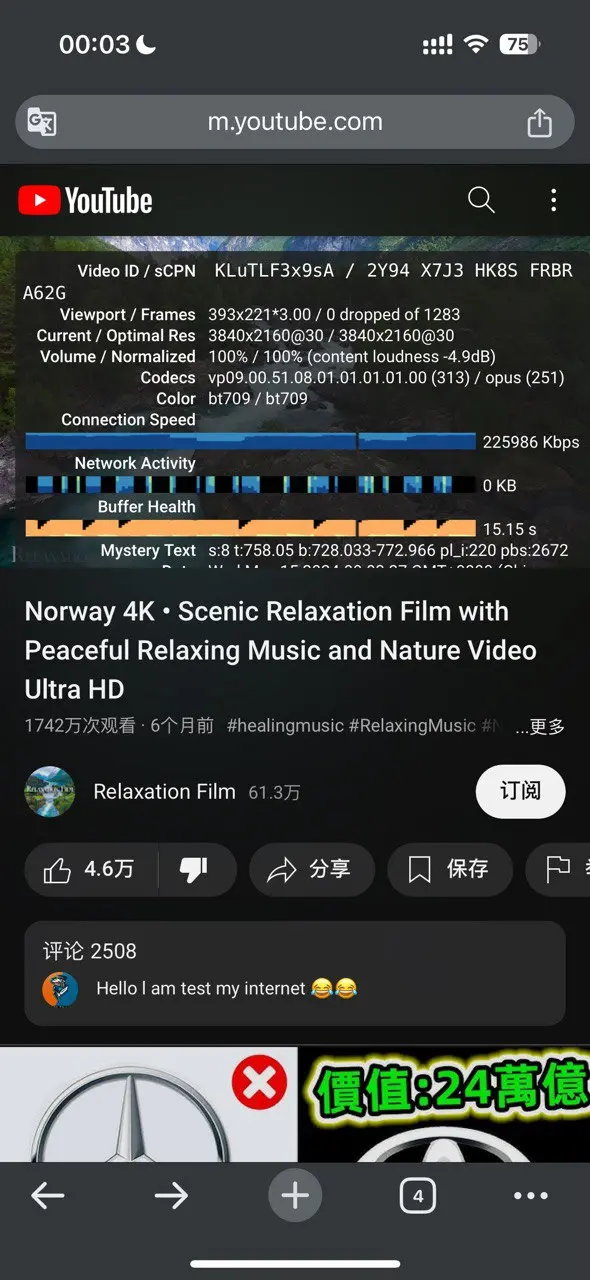 00:03
75
m.youtube.com
YouTube
Video ID / sCPN KLuTLF3x9sA / 2Y94 X7J3 HK8S FRBR
A62G
Viewport / Frames 393x221*3.00 / 0 dropped of 1283
Current / Optimal Res 3840x2160@30 / 3840x2160@30
Volume / Normalized 100% / 100% (content loudness -4.9dB)
Codecs vp09.00.51.08.01.01.01.01.00 (313) / opus (251)
Color bt709 / bt709
Connection Speed
225986 Kbps
Network Activity
0 KB
Buffer Health
15.15 s
Mystery Text s:8 t:758.05 b:728.033-772.966 pl_i:220 pbs:2672
Norway 4K • Scenic Relaxation Film with
Peaceful Relaxing Music and Nature Video
Ultra HD
1742万次观看 · 6个月前 #healingmusic #RelaxingMusic #N ...更多
Relaxation Film 61.3万
订阅
4.6万
分享
保存
评论 2508
Hello I am test my internet 😂😂
價值:24萬億
4